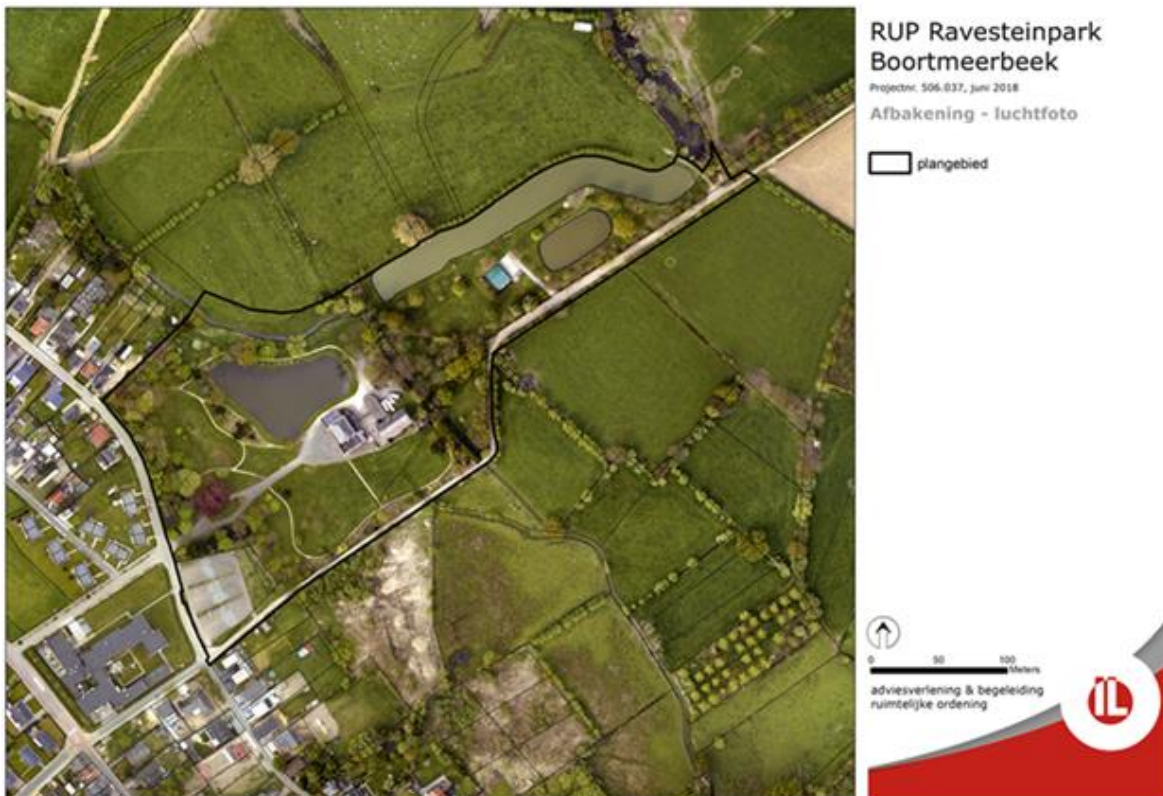 RUP Ravesteinpark
Boortmeerbeek
Projectnr. 506.037, juni 2018
Afbakening - luchtfoto
plangebied
0 50 100
Meters
adviesverlening & begeleiding
ruimtelijke ordening
iL